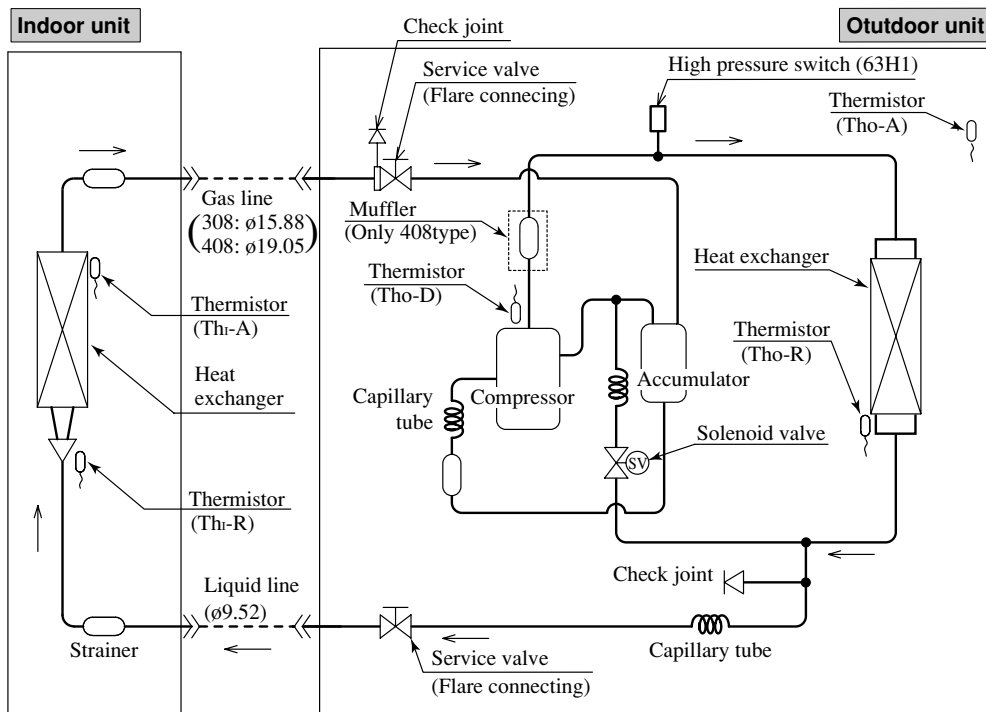 Indoor unit
Otutdoor unit
Check joint
Service valve
(Flare connecing)
High pressure switch (63H1)
Thermistor
(Tho-A)
Gas line
(308: ø15.88
408: ø19.05)
Muffler
(Only 408type)
Thermistor
(Tho-D)
Heat exchanger
Thermistor
(ThI-A)
Thermistor
(Tho-R)
Heat
exchanger
Capillary
tube
Compressor
Accumulator
Solenoid valve
SV
Thermistor
(ThI-R)
Liquid line
(ø9.52)
Check joint
Strainer
Service valve
(Flare connecting)
Capillary tube